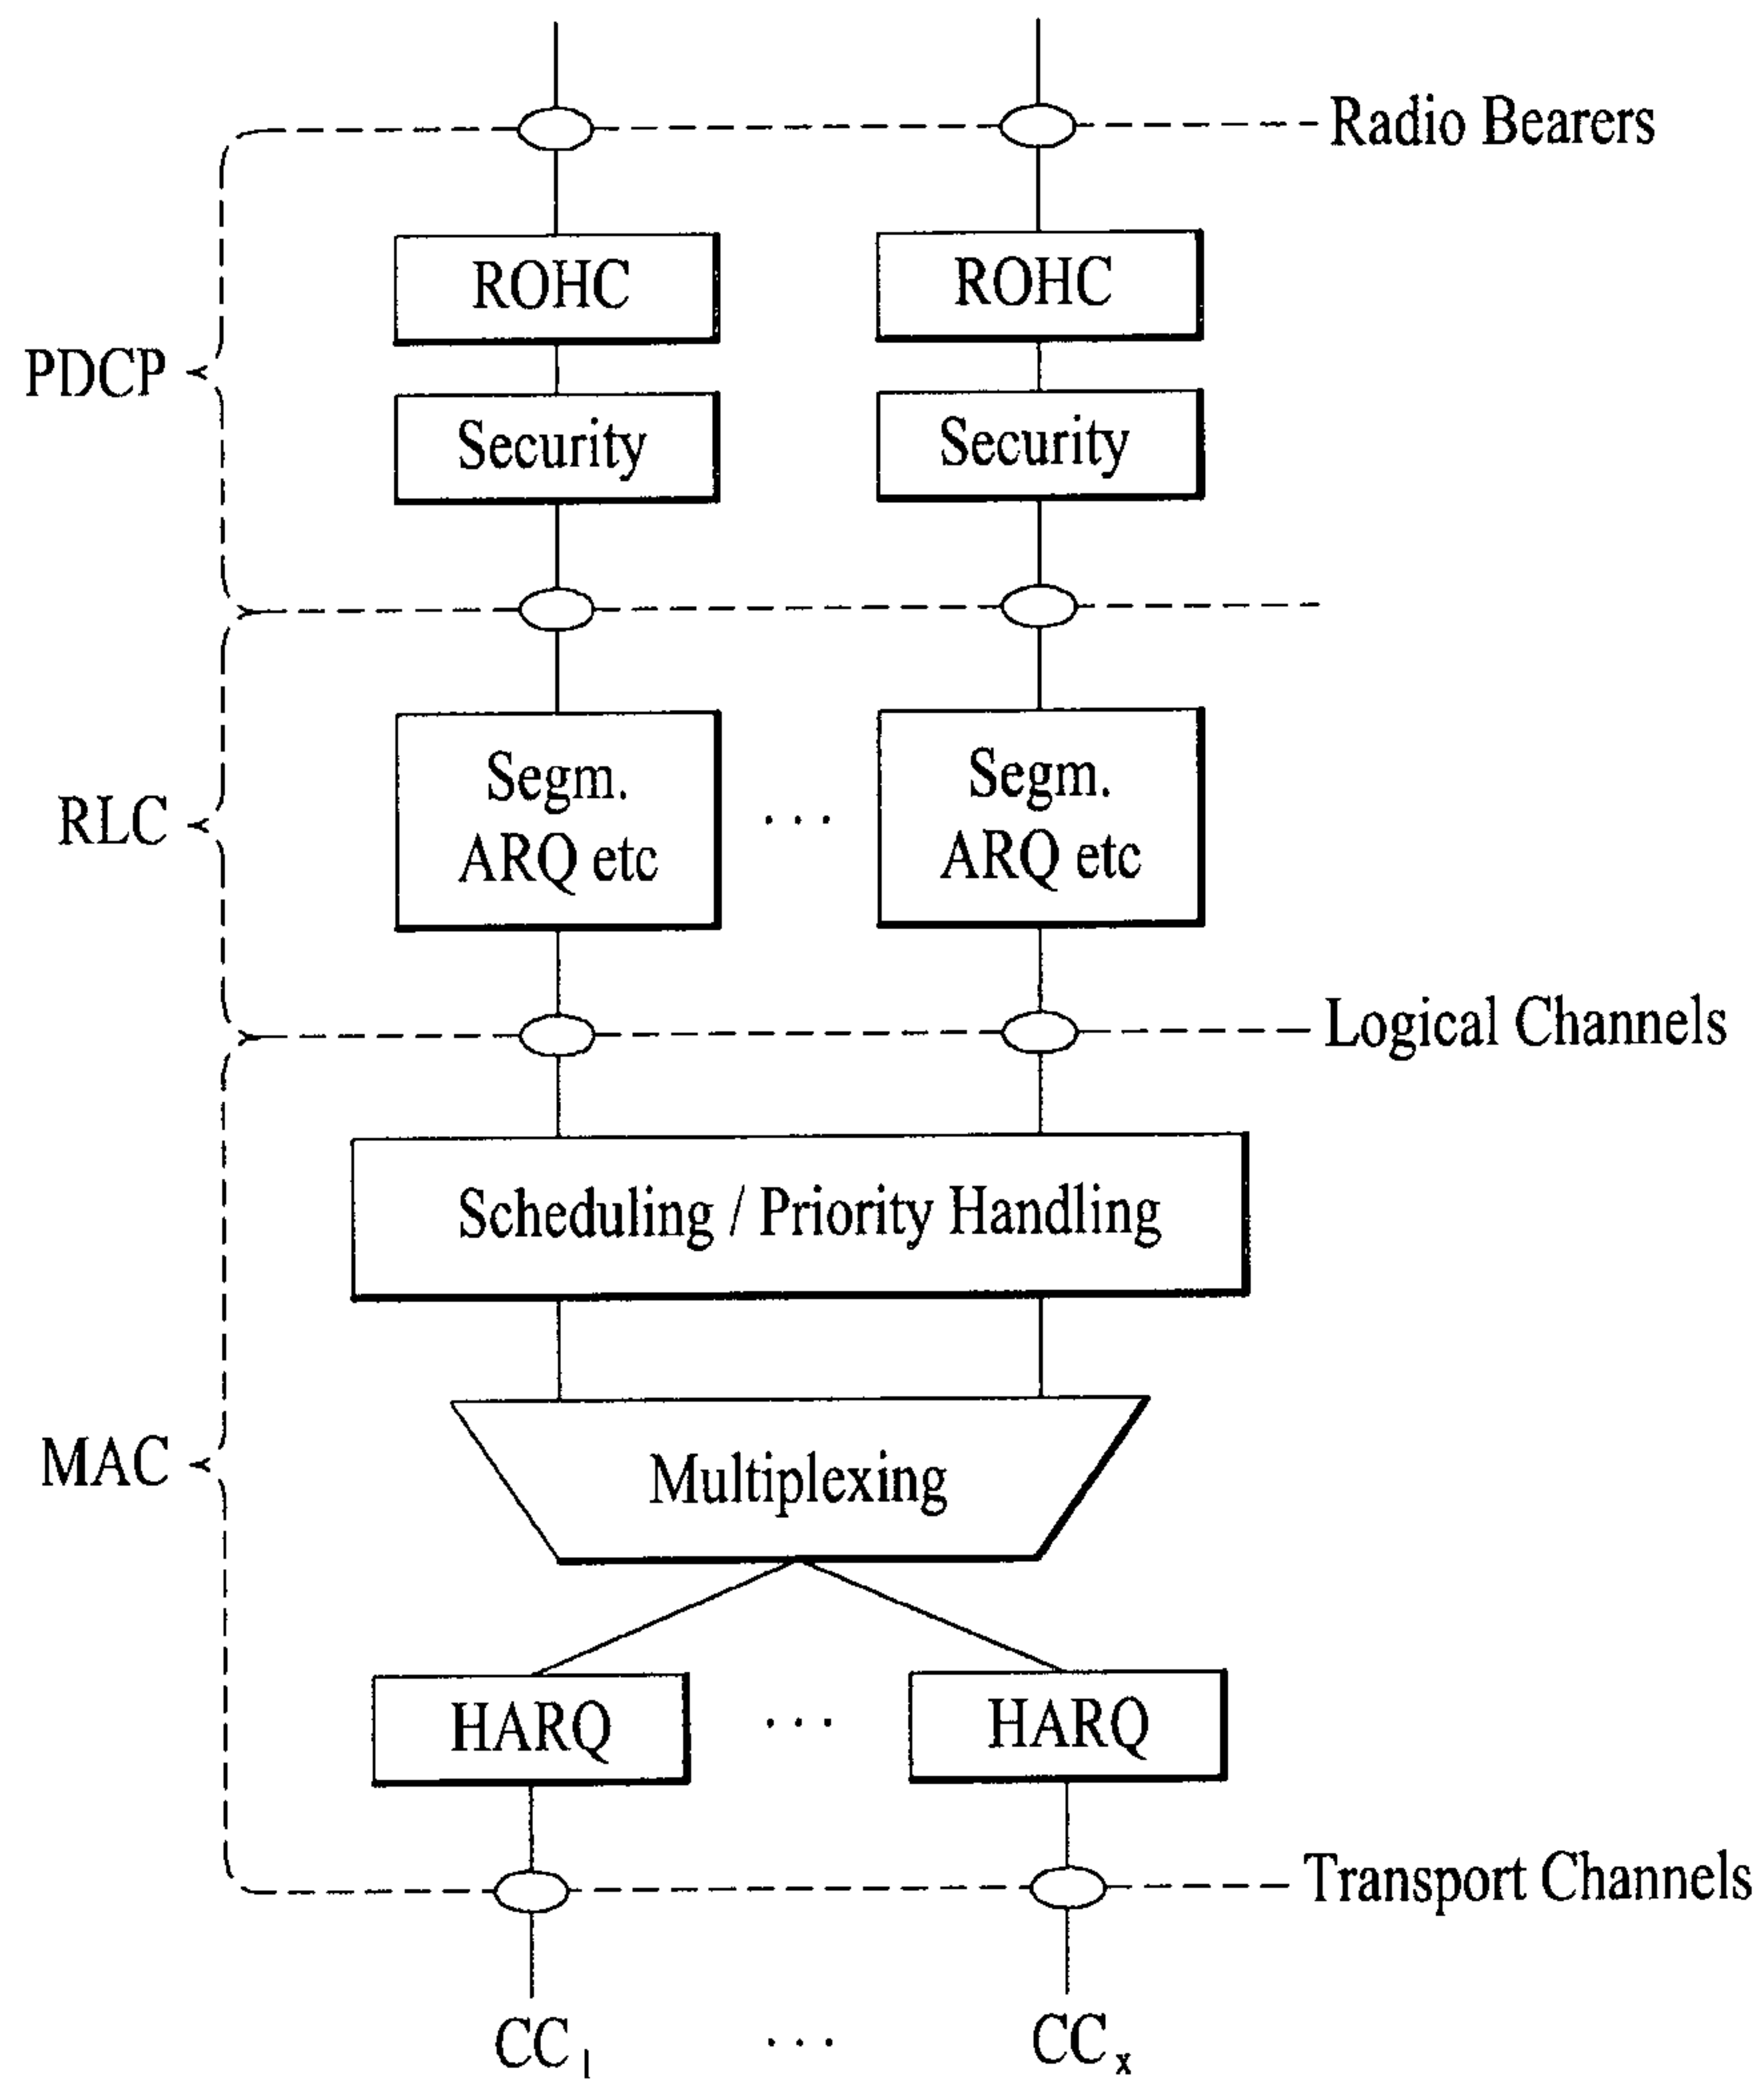 Radio Bearers
ROHC
ROHC
PDCP
Security
Security
Segm.
ARQ etc
...
Segm.
ARQ etc
RLC
Logical Channels
Scheduling / Priority Handling
MAC
Multiplexing
HARQ
...
HARQ
Transport Channels
CC1
...
CCx